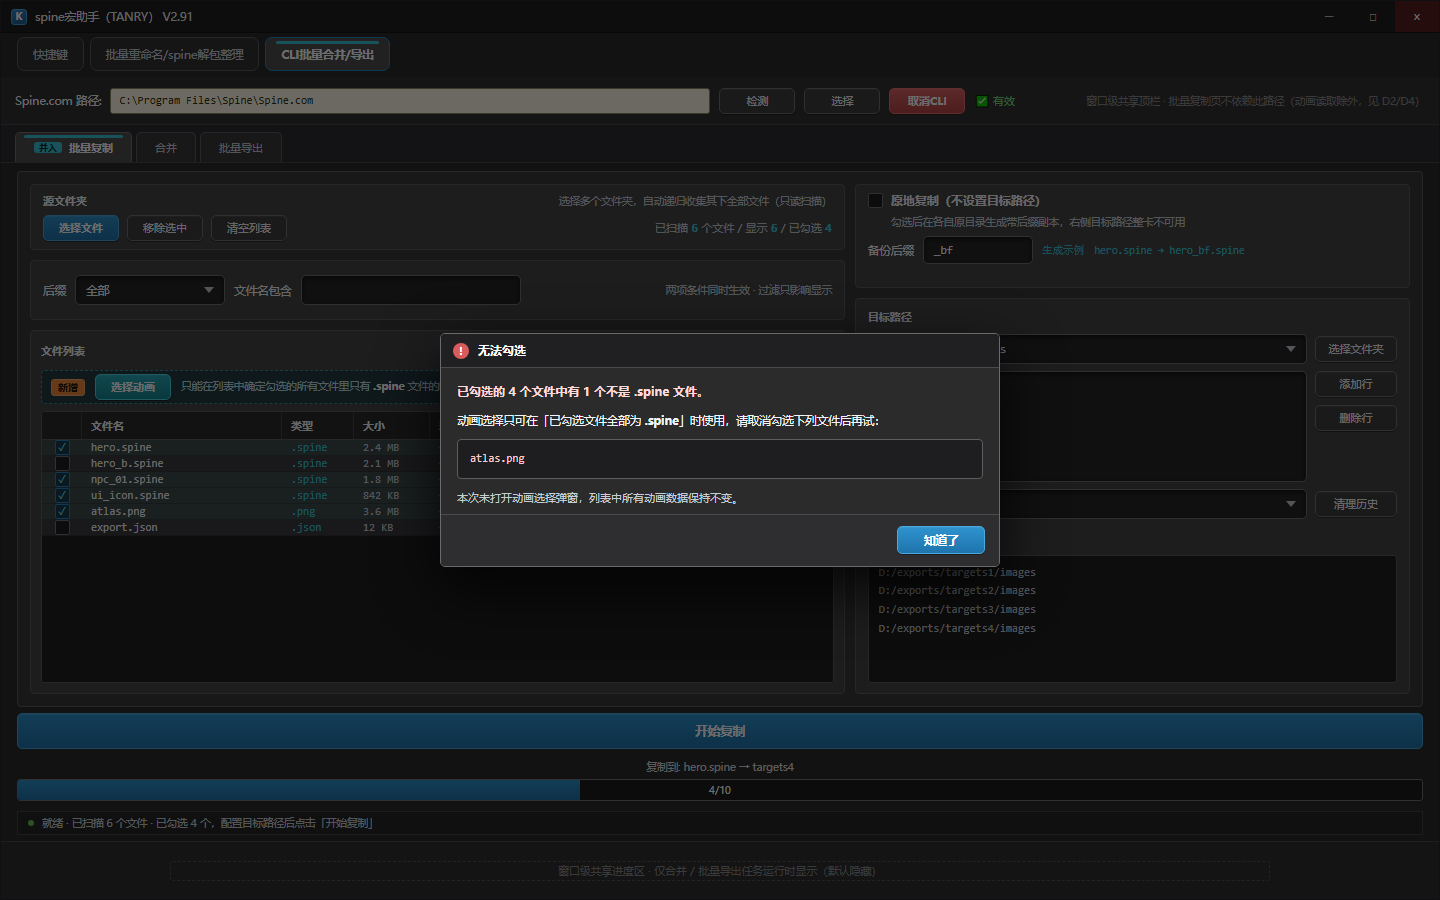 K spine宏助手（TANRY） V2.91
快捷键 批量重命名/spine解包整理 CLI批量合并/导出
Spine.com 路径: C:\Program Files\Spine\Spine.com 检测 选择 取消CLI 有效 窗口级共享顶栏 · 批量复制页不依赖此路径（动画读取除外，见 D2/D4）
并入 批量复制 合并 批量导出
源文件夹 选择多个文件夹，自动递归收集其下全部文件（只读扫描）
选择文件 移除选中 清空列表 已扫描 6 个文件 / 显示 6 / 已勾选 4
后缀 全部 文件名包含 两项条件同时生效 · 过滤只影响显示
文件列表
新增 选择动画 只能在列表中确定勾选的所有文件里只有 .spine 文件的
文件名 类型 大小
hero.spine .spine 2.4 MB
hero_b.spine .spine 2.1 MB
npc_01.spine .spine 1.8 MB
ui_icon.spine .spine 842 KB
atlas.png .png 3.6 MB
export.json .json 12 KB
原地复制（不设置目标路径）
勾选后在各自原目录生成带后缀副本，右侧目标路径整卡不可用
备份后缀 _bf 生成示例 hero.spine → hero_bf.spine
目标路径
s 选择文件夹
添加行
删除行
清理历史
D:/exports/targets1/images
D:/exports/targets2/images
D:/exports/targets3/images
D:/exports/targets4/images
! 无法勾选
已勾选的 4 个文件中有 1 个不是 .spine 文件。
动画选择只可在「已勾选文件全部为 .spine」时使用，请取消勾选下列文件后再试：
atlas.png
本次未打开动画选择弹窗，列表中所有动画数据保持不变。
知道了
开始复制
复制到: hero.spine → targets4
4/10
就绪 · 已扫描 6 个文件 · 已勾选 4 个，配置目标路径后点击「开始复制」
窗口级共享进度区 · 仅合并 / 批量导出任务运行时显示（默认隐藏）